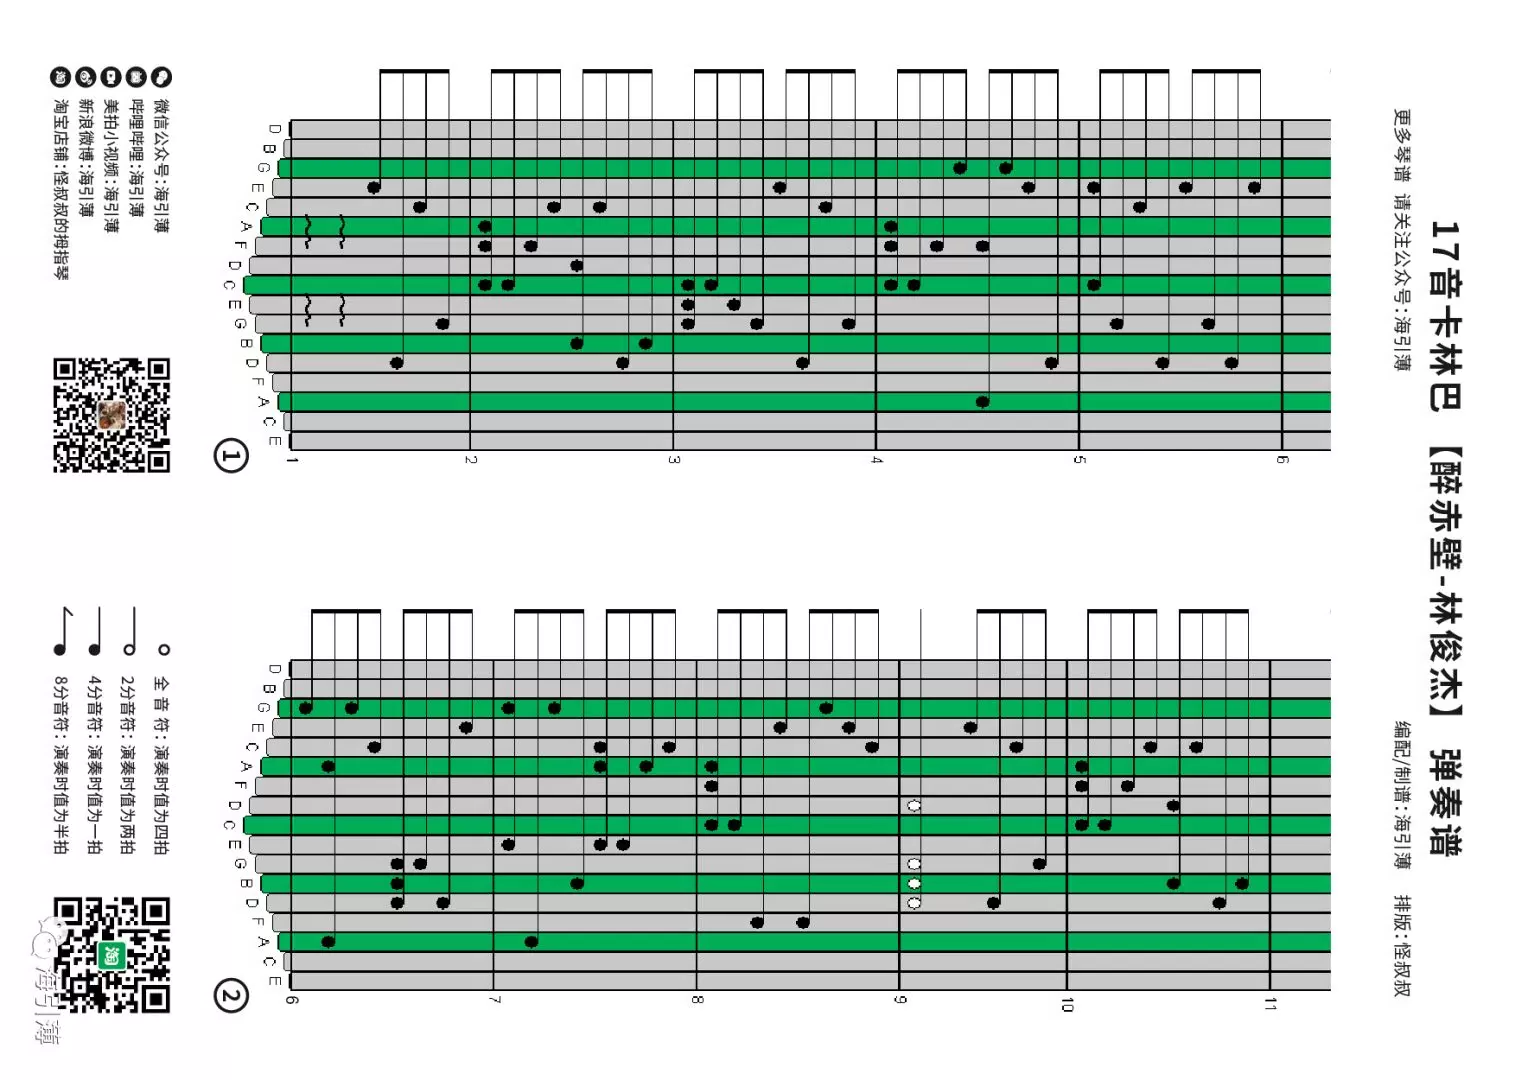 17音卡林巴 【醉赤壁-林俊杰】 弹奏谱
更多琴谱 请关注公众号:海引薄
编配/制谱:海引薄 排版:怪叔叔
微信公众号:海引薄
哔哩哔哩:海引薄
美拍小视频:海引薄
新浪微博:海引薄
淘宝店铺:怪叔叔的拇指琴
淘
D
B
G
E
C
A
F
D
C
E
G
B
D
F
A
C
E
1
2
3
4
5
6
①
全音符:演奏时值为四拍
2分音符:演奏时值为两拍
4分音符:演奏时值为一拍
8分音符:演奏时值为半拍
D
B
G
E
C
A
F
D
C
E
G
B
D
F
A
C
E
6
7
8
9
10
11
②
淘
海引薄